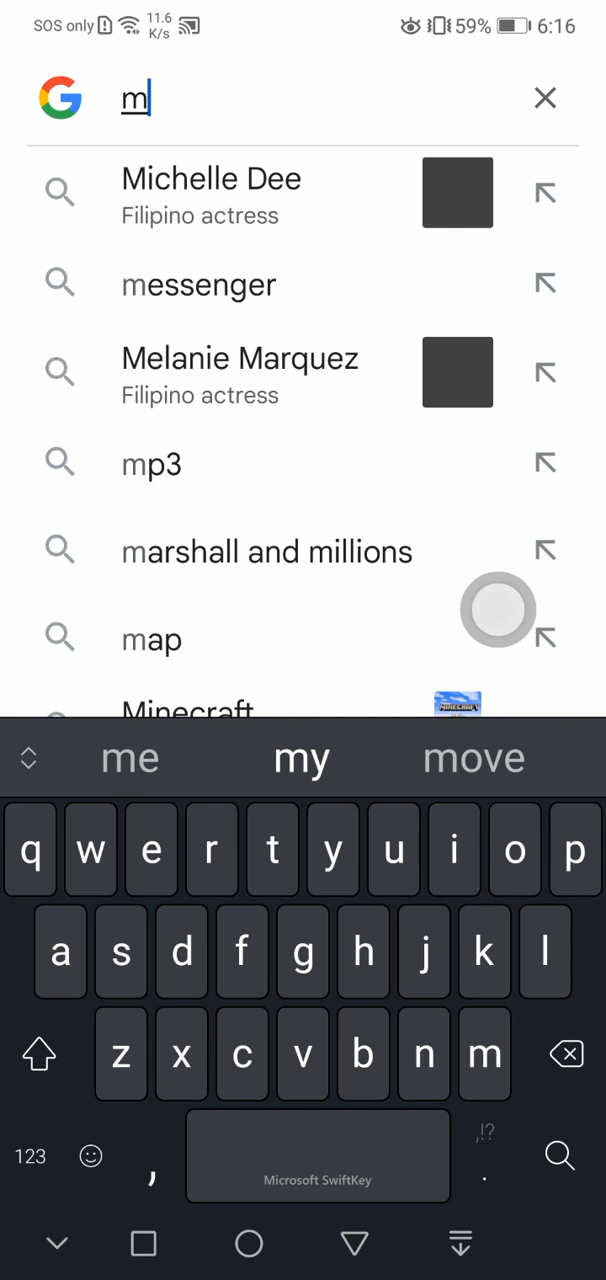 SOS only 11.6 K/s 59% 6:16
m
Michelle Dee
Filipino actress
messenger
Melanie Marquez
Filipino actress
mp3
marshall and millions
map
Minecraft
MINECRAFT
me my move
q w e r t y u i o p
a s d f g h j k l
z x c v b n m
,!?
123 , Microsoft SwiftKey .